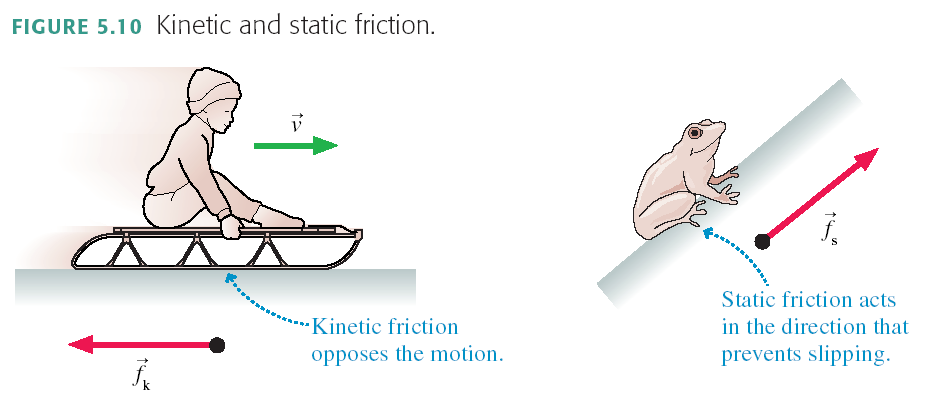 FIGURE 5.10 Kinetic and static friction.
v⃗
Kinetic friction
opposes the motion.
f⃗k
f⃗s
Static friction acts
in the direction that
prevents slipping.